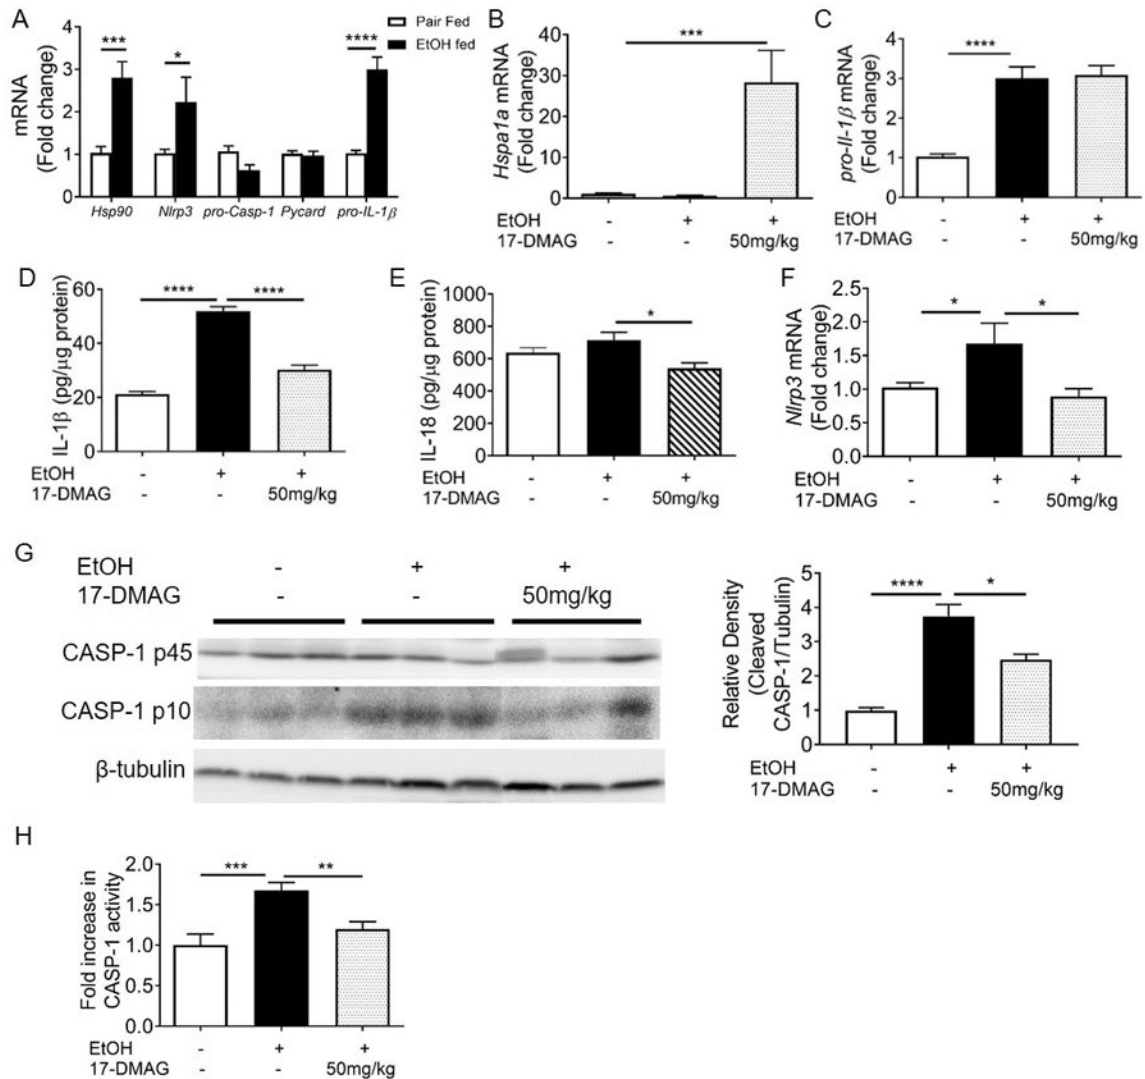 A
mRNA
(Fold change)
4
3
2
1
0
***
*
****
Pair Fed
EtOH fed
Hsp90 Nlrp3 pro-Casp-1 Pycard pro-IL-1β
B
Hspa1a mRNA
(Fold change)
40
30
20
10
0
***
EtOH - + +
17-DMAG - - 50mg/kg
C
pro-Il-1β mRNA
(Fold change)
4
3
2
1
0
****
EtOH - + +
17-DMAG - - 50mg/kg
D
IL-1β (pg/µg protein)
60
40
20
0
**** ****
EtOH - + +
17-DMAG - - 50mg/kg
E
IL-18 (pg/µg protein)
1000
800
600
400
200
0
*
EtOH - + +
17-DMAG - - 50mg/kg
F
Nlrp3 mRNA
(Fold change)
2.5
2.0
1.5
1.0
0.5
0.0
* *
EtOH - + +
17-DMAG - - 50mg/kg
G
EtOH - + +
17-DMAG - - 50mg/kg
CASP-1 p45
CASP-1 p10
β-tubulin
Relative Density
(Cleaved
CASP-1/Tubulin)
5
4
3
2
1
0
**** *
EtOH - + +
17-DMAG - - 50mg/kg
H
Fold increase in
CASP-1 activity
2.0
1.5
1.0
0.5
0.0
*** **
EtOH - + +
17-DMAG - - 50mg/kg